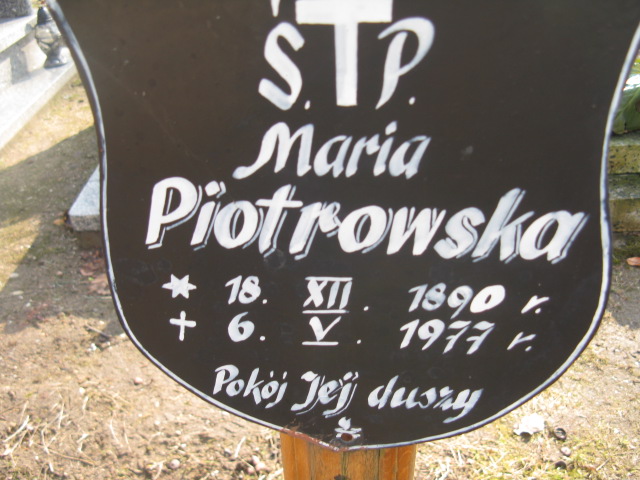 Ś. P.
Maria
Piotrowska
* 18. XII. 1890 r.
+ 6. V. 1977 r.
Pokój Jej duszy